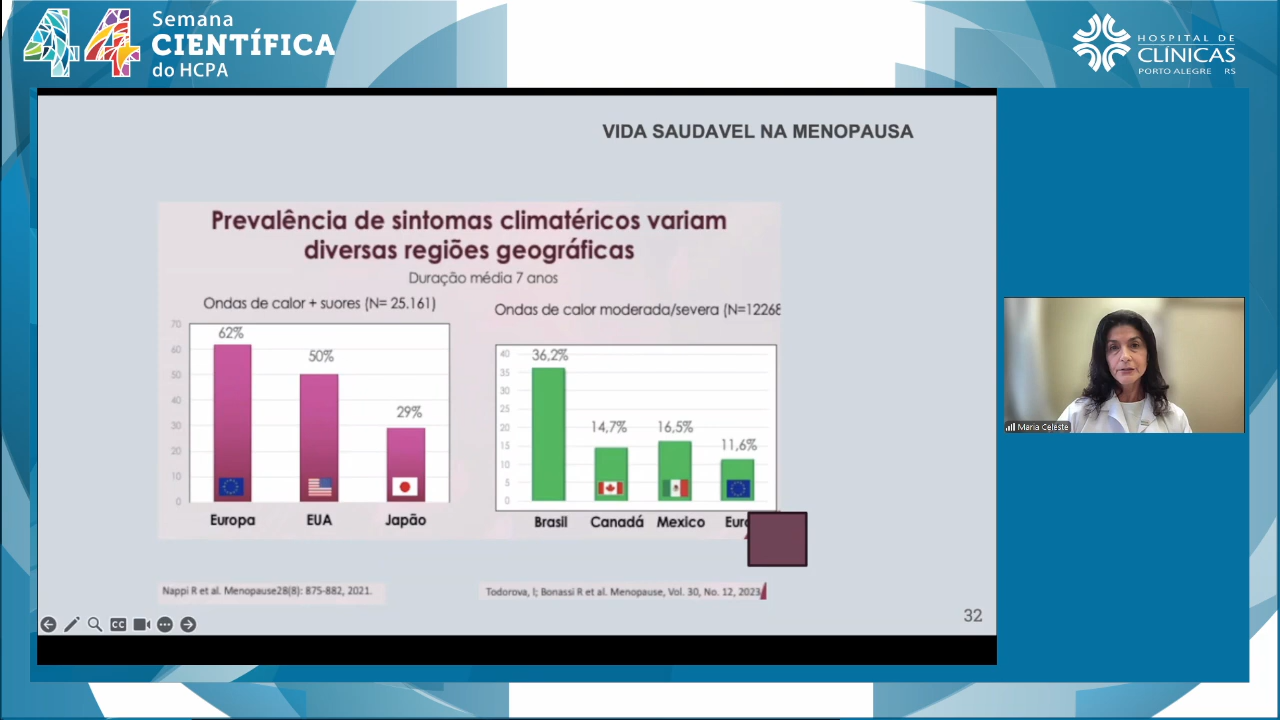 44 Semana
CIENTÍFICA
do HCPA
HOSPITAL DE
CLÍNICAS
PORTO ALEGRE RS
VIDA SAUDAVEL NA MENOPAUSA
Prevalência de sintomas climatéricos variam
diversas regiões geográficas
Duração média 7 anos
Ondas de calor + suores (N= 25.161)
70
60
50
40
30
20
10
0
62%
50%
29%
Europa EUA Japão
Ondas de calor moderada/severa (N=12268
40
35
30
25
20
15
10
5
0
36,2%
14,7%
16,5%
11,6%
Brasil Canadá Mexico Euro
Nappi R et al. Menopause28(8): 875-882, 2021.
Todorova, I; Bonassi R et al. Menopause, Vol. 30, No. 12, 2023
CC
32
Maria Celeste